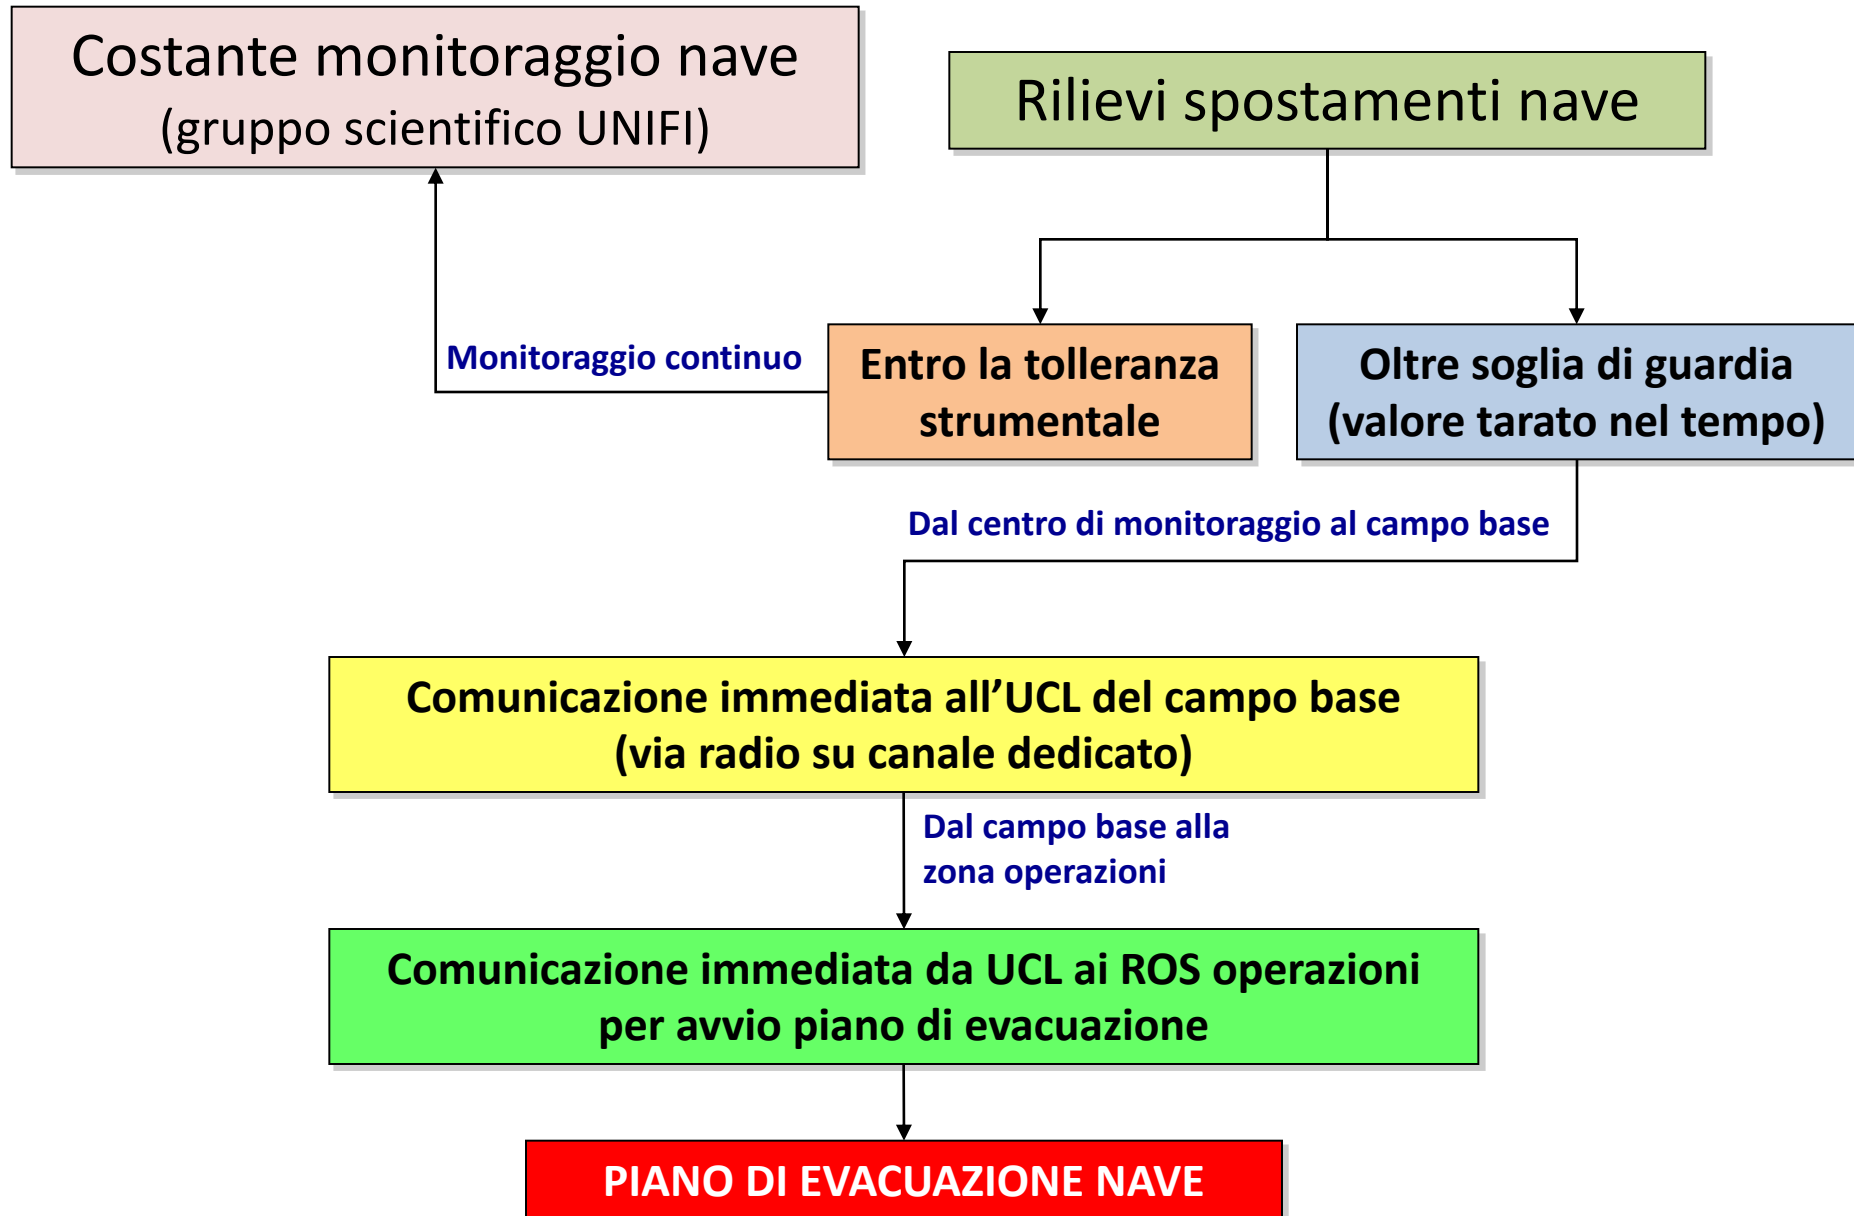 Costante monitoraggio nave
(gruppo scientifico UNIFI)
Rilievi spostamenti nave
Monitoraggio continuo
Entro la tolleranza
strumentale
Oltre soglia di guardia
(valore tarato nel tempo)
Dal centro di monitoraggio al campo base
Comunicazione immediata all’UCL del campo base
(via radio su canale dedicato)
Dal campo base alla
zona operazioni
Comunicazione immediata da UCL ai ROS operazioni
per avvio piano di evacuazione
PIANO DI EVACUAZIONE NAVE